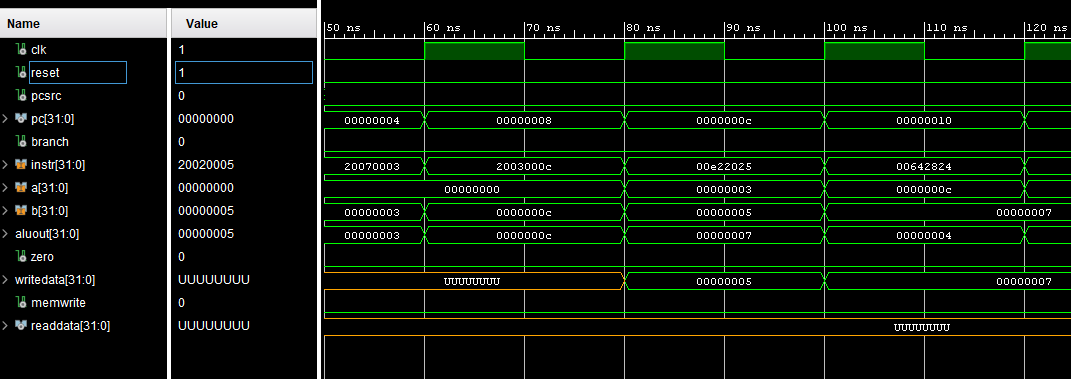 Name Value
50 ns 60 ns 70 ns 80 ns 90 ns 100 ns 110 ns 120 ns
clk 1
reset 1
pcsrc 0
pc[31:0] 00000000 00000004 00000008 0000000c 00000010
branch 0
instr[31:0] 20020005 20070003 2003000c 00e22025 00642824
a[31:0] 00000000 00000000 00000003 0000000c
b[31:0] 00000005 00000003 0000000c 00000005 00000007
aluout[31:0] 00000005 00000003 0000000c 00000007 00000004
zero 0
writedata[31:0] UUUUUUUU UUUUUUUU 00000005 00000007
memwrite 0
readdata[31:0] UUUUUUUU UUUUUUUU